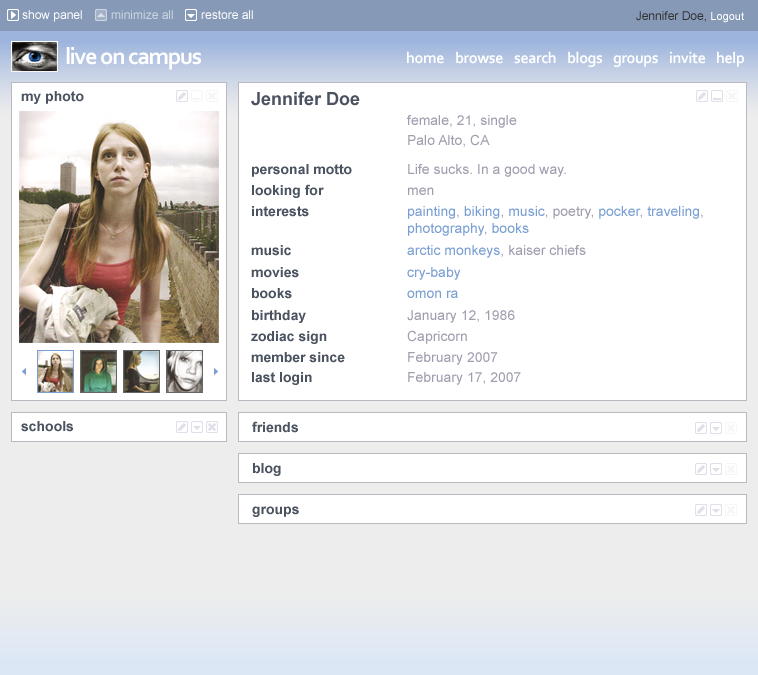 show panel minimize all restore all
Jennifer Doe, Logout
live on campus
home browse search blogs groups invite help
my photo
Jennifer Doe
female, 21, single
Palo Alto, CA
personal motto Life sucks. In a good way.
looking for men
interests painting, biking, music, poetry, pocker, traveling,
photography, books
music arctic monkeys, kaiser chiefs
movies cry-baby
books omon ra
birthday January 12, 1986
zodiac sign Capricorn
member since February 2007
last login February 17, 2007
schools
friends
blog
groups